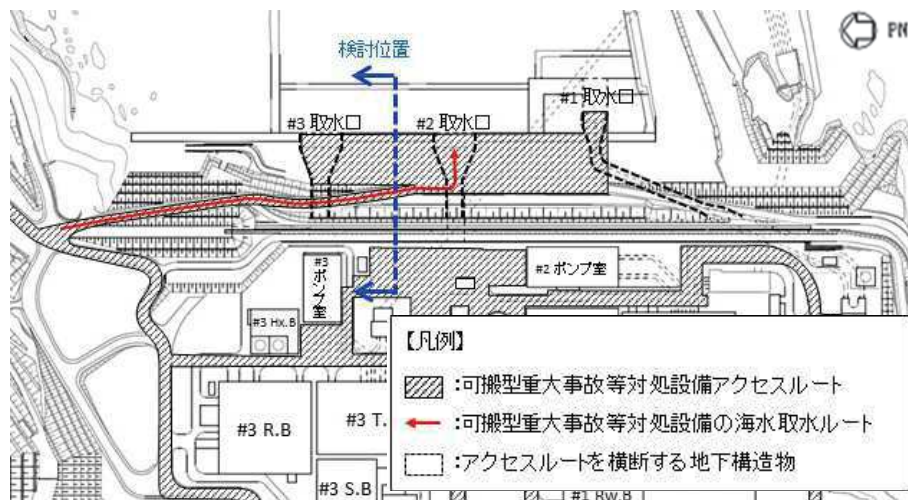 PN
検討位置
#1 取水口
#3 取水口
#2 取水口
#3 ポンプ室
#2 ポンプ室
#3 Hx.B
#3 R.B
#3 T.
#3 S.B
#1 Rw.B
【凡例】
:可搬型重大事故等対処設備アクセスルート
:可搬型重大事故等対処設備の海水取水ルート
:アクセスルートを横断する地下構造物